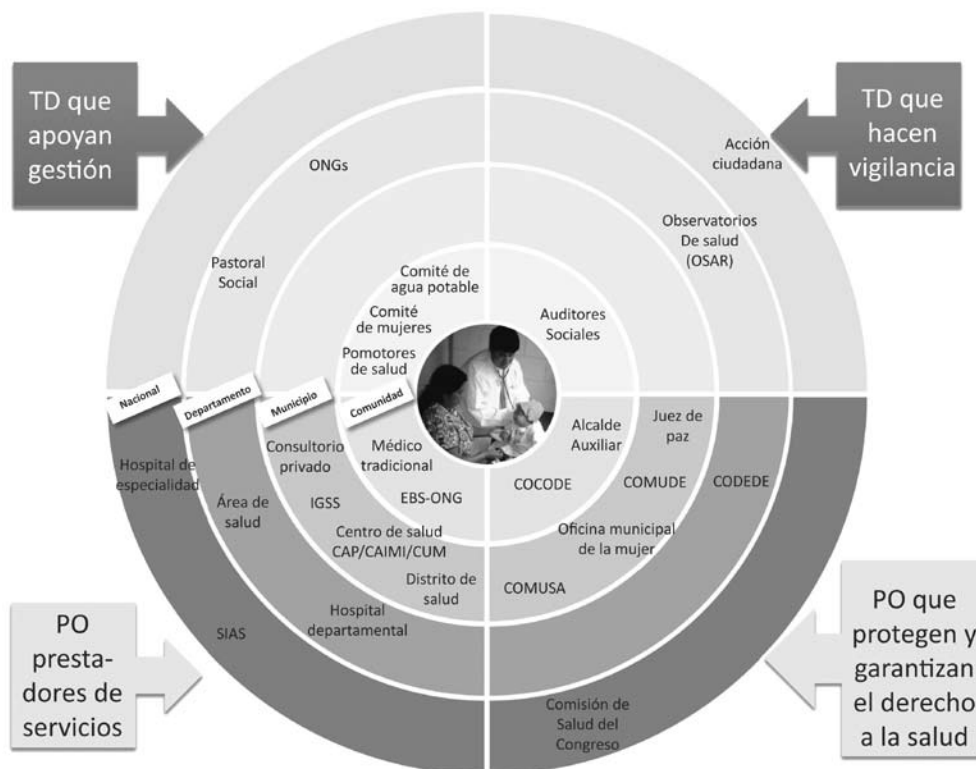 TD que
apoyan
gestión
TD que
hacen
vigilancia
Acción
ciudadana
ONGs
Observatorios
De salud
(OSAR)
Pastoral
Social
Comité de
agua potable
Comité
de mujeres
Pomotores
de salud
Auditores
Sociales
Nacional
Departamento
Municipio
Comunidad
Hospital de
especialidad
Área de
salud
Consultorio
privado
IGSS
Médico
tradicional
EBS-ONG
Centro de salud
CAP/CAIMI/CUM
Distrito de
salud
Hospital
departamental
SIAS
Alcalde
Auxiliar
Juez de
paz
COCODE
COMUDE
CODEDE
Oficina municipal
de la mujer
COMUSA
Comisión de
Salud del
Congreso
PO
presta-
dores de
servicios
PO que
protegen y
garantizan
el derecho
a la salud